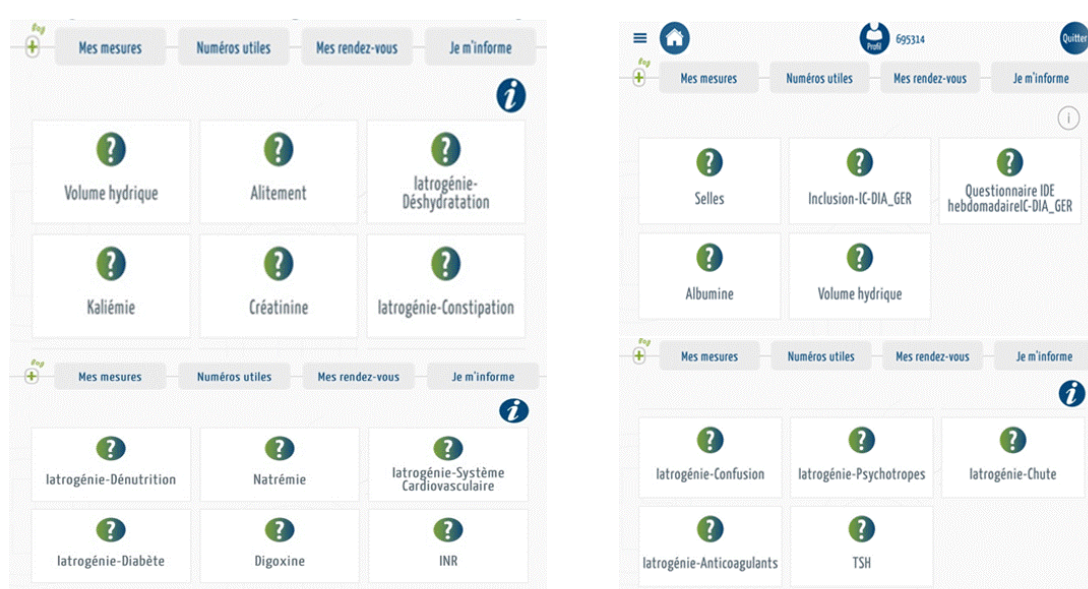 Mes mesures
Numéros utiles
Mes rendez-vous
Je m'informe
i
?
Volume hydrique
?
Alitement
?
Iatrogénie-
Déshydratation
?
Kaliémie
?
Créatinine
?
Iatrogénie-Constipation
Mes mesures
Numéros utiles
Mes rendez-vous
Je m'informe
i
?
Iatrogénie-Dénutrition
?
Natrémie
?
Iatrogénie-Système
Cardiovasculaire
?
Iatrogénie-Diabète
?
Digoxine
?
INR
Profil
695314
Quitter
Mes mesures
Numéros utiles
Mes rendez-vous
Je m'informe
i
?
Selles
?
Inclusion-IC-DIA_GER
?
Questionnaire IDE
hebdomadaireIC-DIA_GER
?
Albumine
?
Volume hydrique
Mes mesures
Numéros utiles
Mes rendez-vous
Je m'informe
i
?
Iatrogénie-Confusion
?
Iatrogénie-Psychotropes
?
Iatrogénie-Chute
?
Iatrogénie-Anticoagulants
?
TSH